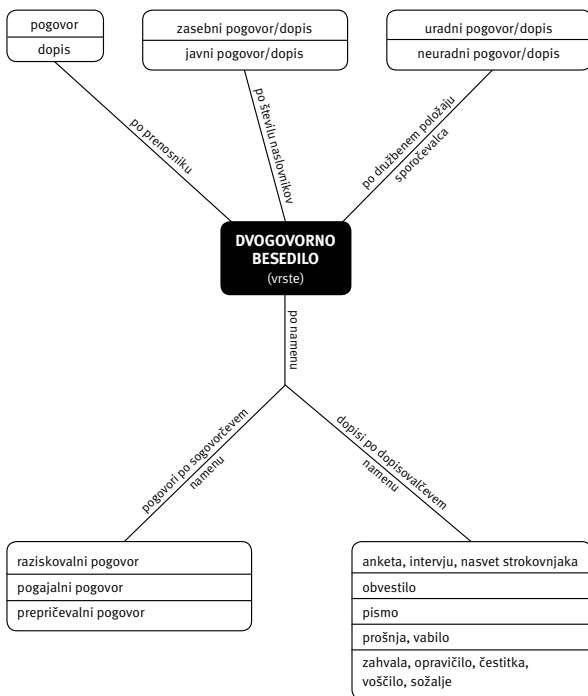 pogovor
dopis
zasebni pogovor/dopis
javni pogovor/dopis
uradni pogovor/dopis
neuradni pogovor/dopis
po prenosniku
po številu naslovnikov
po družbenem položaju
sporočevalca
DVOGOVORNO
BESEDILO
(vrste)
po namenu
pogovori po sogovorčevem
namenu
dopisi po dopisovalčevem
namenu
raziskovalni pogovor
pogajalni pogovor
prepričevalni pogovor
anketa, intervju, nasvet strokovnjaka
obvestilo
pismo
prošnja, vabilo
zahvala, opravičilo, čestitka,
voščilo, sožalje